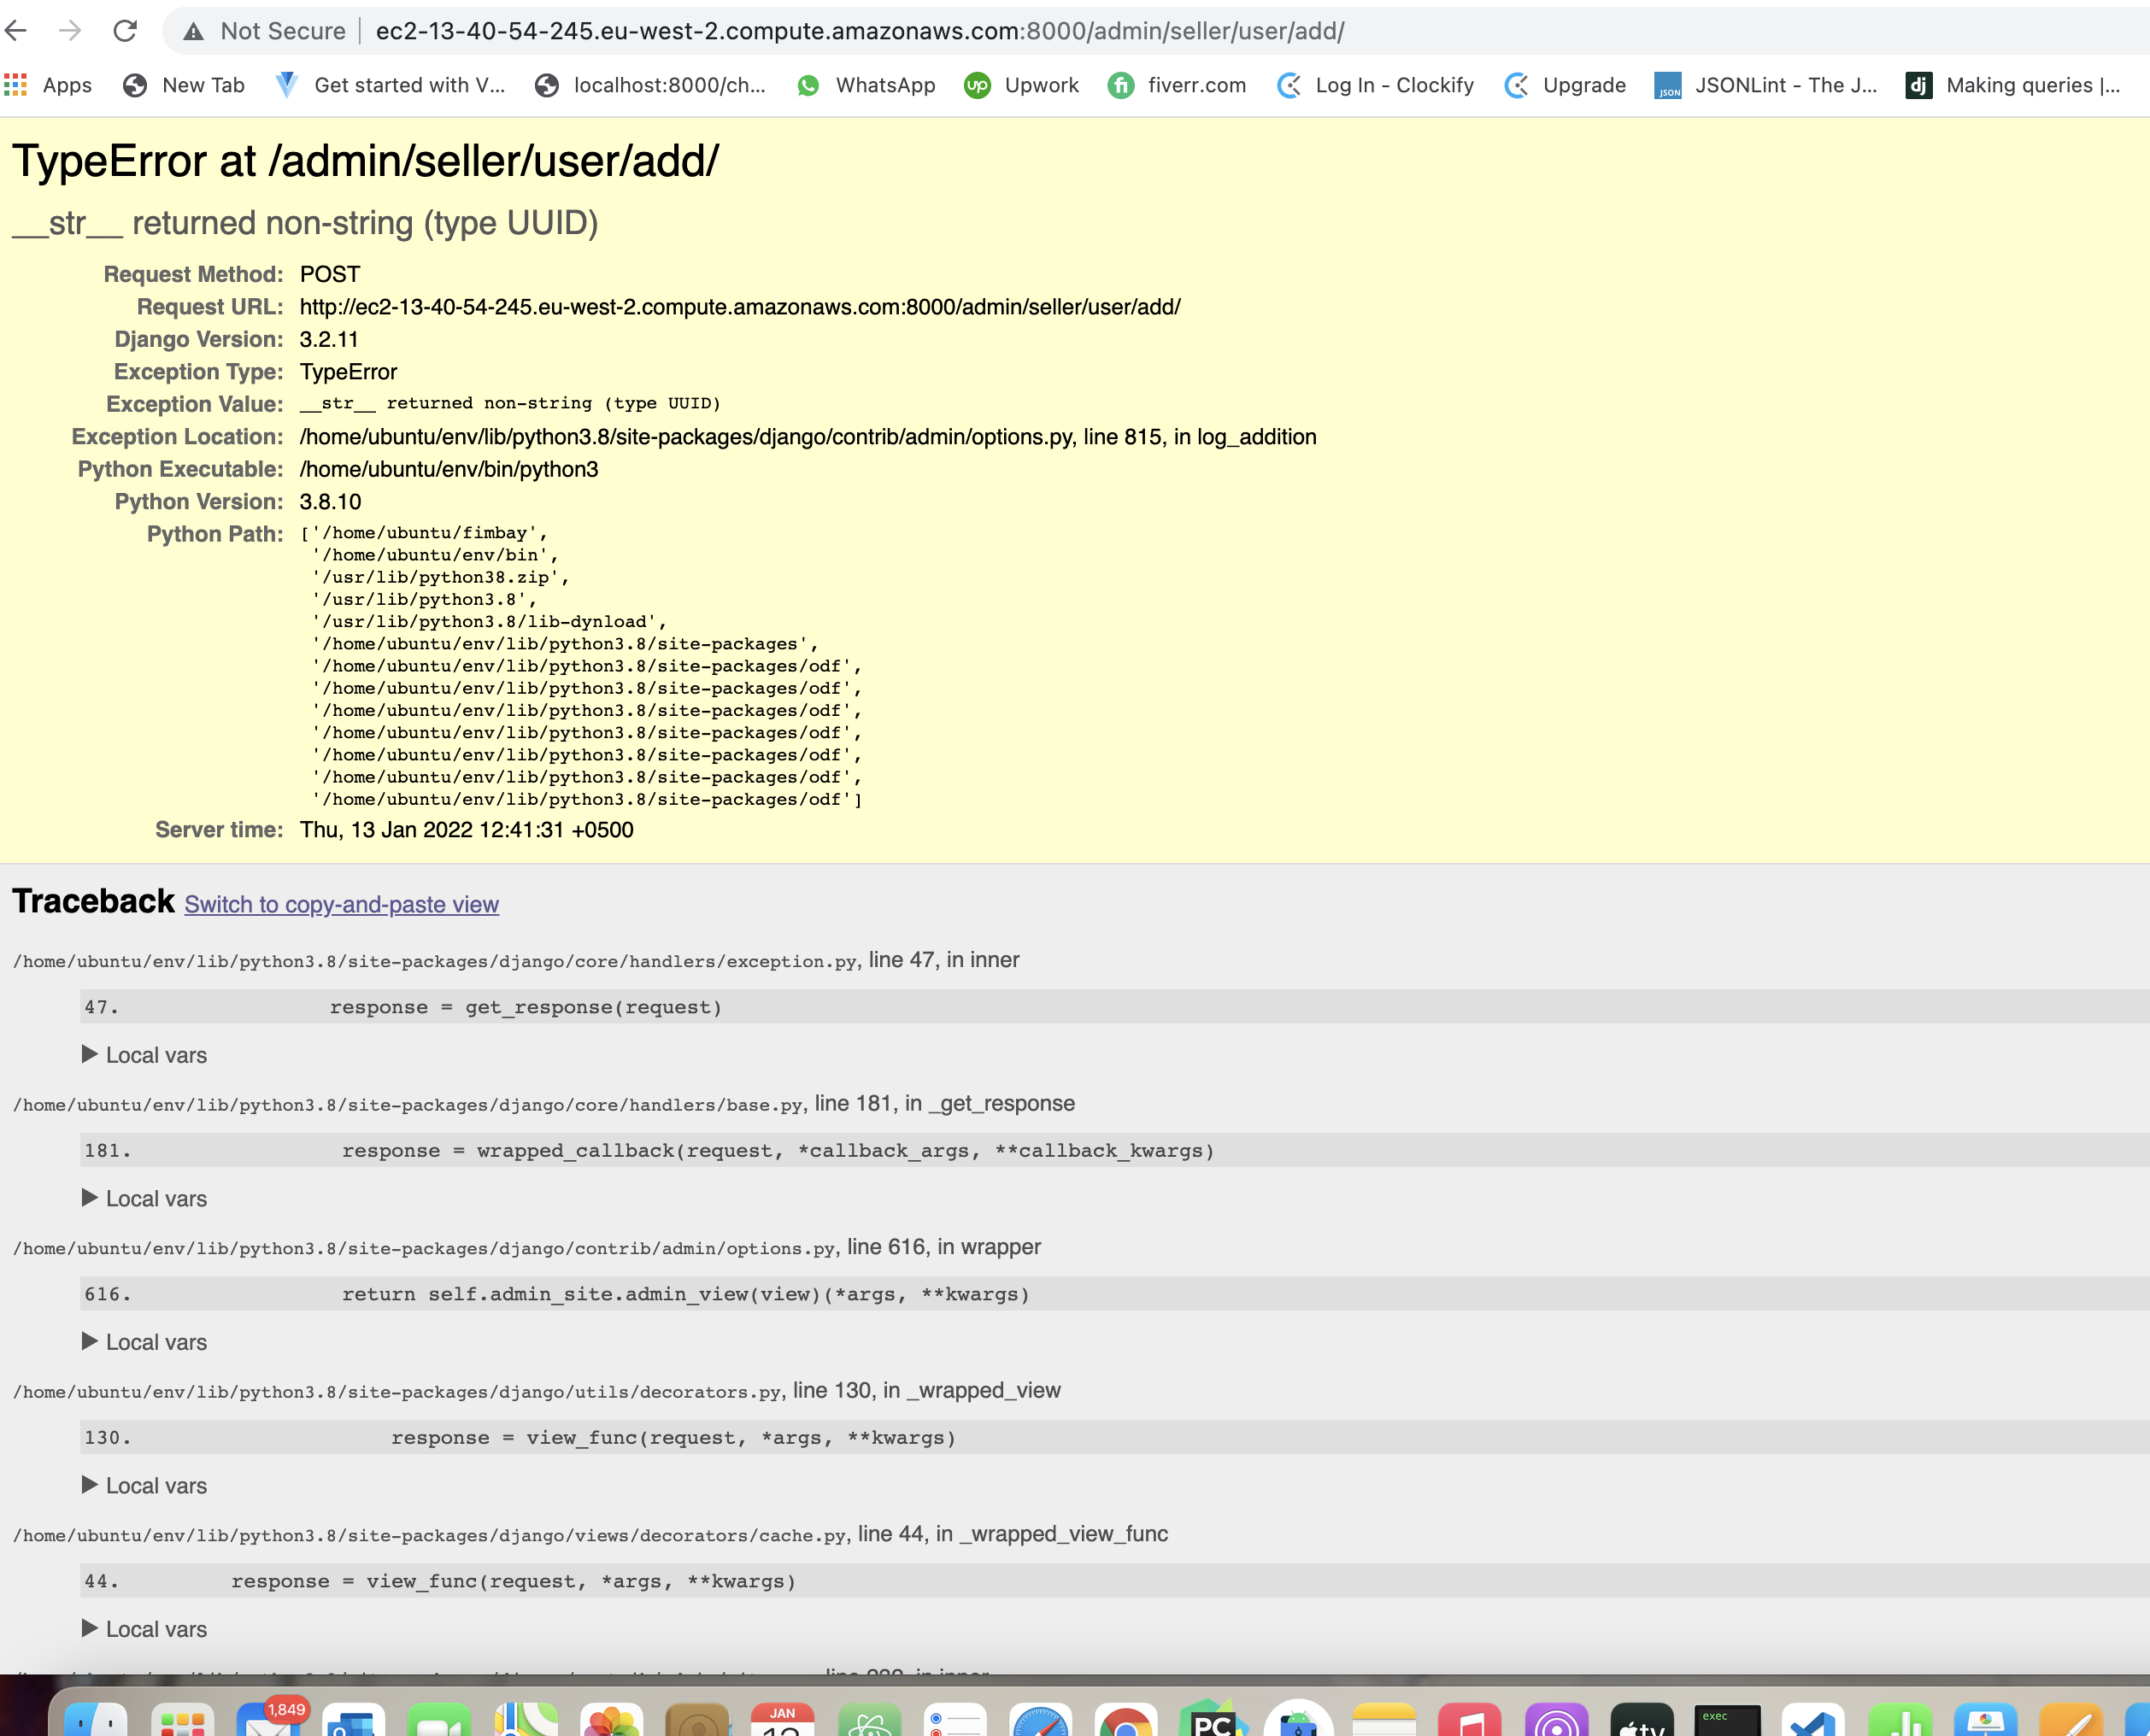 Not Secure ec2-13-40-54-245.eu-west-2.compute.amazonaws.com:8000/admin/seller/user/add/
Apps New Tab Get started with V... localhost:8000/ch... WhatsApp up Upwork fi fiverr.com Log In - Clockify Upgrade JSON JSONLint - The J... dj Making queries |...
TypeError at /admin/seller/user/add/
__str__ returned non-string (type UUID)
Request Method: POST
Request URL: http://ec2-13-40-54-245.eu-west-2.compute.amazonaws.com:8000/admin/seller/user/add/
Django Version: 3.2.11
Exception Type: TypeError
Exception Value: __str__ returned non-string (type UUID)
Exception Location: /home/ubuntu/env/lib/python3.8/site-packages/django/contrib/admin/options.py, line 815, in log_addition
Python Executable: /home/ubuntu/env/bin/python3
Python Version: 3.8.10
Python Path: ['/home/ubuntu/fimbay',
'/home/ubuntu/env/bin',
'/usr/lib/python38.zip',
'/usr/lib/python3.8',
'/usr/lib/python3.8/lib-dynload',
'/home/ubuntu/env/lib/python3.8/site-packages',
'/home/ubuntu/env/lib/python3.8/site-packages/odf',
'/home/ubuntu/env/lib/python3.8/site-packages/odf',
'/home/ubuntu/env/lib/python3.8/site-packages/odf',
'/home/ubuntu/env/lib/python3.8/site-packages/odf',
'/home/ubuntu/env/lib/python3.8/site-packages/odf',
'/home/ubuntu/env/lib/python3.8/site-packages/odf',
'/home/ubuntu/env/lib/python3.8/site-packages/odf']
Server time: Thu, 13 Jan 2022 12:41:31 +0500
Traceback Switch to copy-and-paste view
/home/ubuntu/env/lib/python3.8/site-packages/django/core/handlers/exception.py, line 47, in inner
47. response = get_response(request)
Local vars
/home/ubuntu/env/lib/python3.8/site-packages/django/core/handlers/base.py, line 181, in _get_response
181. response = wrapped_callback(request, *callback_args, **callback_kwargs)
Local vars
/home/ubuntu/env/lib/python3.8/site-packages/django/contrib/admin/options.py, line 616, in wrapper
616. return self.admin_site.admin_view(view)(*args, **kwargs)
Local vars
/home/ubuntu/env/lib/python3.8/site-packages/django/utils/decorators.py, line 130, in _wrapped_view
130. response = view_func(request, *args, **kwargs)
Local vars
/home/ubuntu/env/lib/python3.8/site-packages/django/views/decorators/cache.py, line 44, in _wrapped_view_func
44. response = view_func(request, *args, **kwargs)
Local vars
1,849 JAN PC tv exec